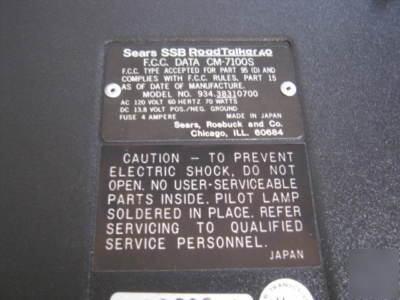 Sears SSB RoadTalker 40
F.C.C. DATA CM-7100S
F.C.C. TYPE ACCEPTED FOR PART 95 (D) AND
COMPLIES WITH F.C.C. RULES, PART 15
AS OF DATE OF MANUFACTURE.
MODEL NO. 934.38310700
AC 120 VOLT 60 HERTZ 70 WATTS
DC 13.8 VOLT POS./NEG. GROUND
FUSE 4 AMPERE MADE IN JAPAN
Sears, Roebuck and Co.
Chicago, ILL. 60684
CAUTION - TO PREVENT
ELECTRIC SHOCK, DO NOT
OPEN. NO USER-SERVICEABLE
PARTS INSIDE. PILOT LAMP
SOLDERED IN PLACE. REFER
SERVICING TO QUALIFIED
SERVICE PERSONNEL.
JAPAN